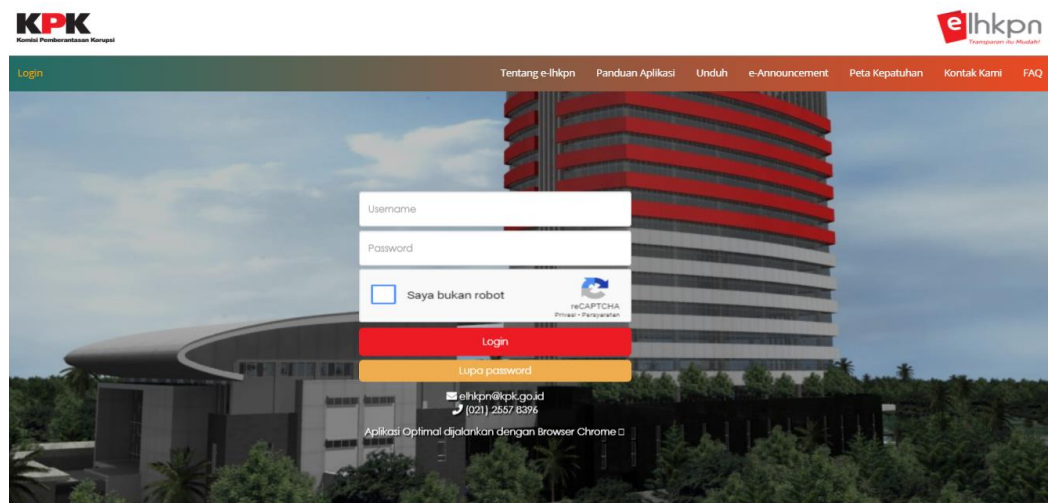 KPK
Komisi Pemberantasan Korupsi
elhkpn
Transparan itu Mudah!
Login
Tentang e-lhkpn Panduan Aplikasi Unduh e-Announcement Peta Kepatuhan Kontak Kami FAQ
Username
Password
Saya bukan robot
reCAPTCHA
Privasi - Persyaratan
Login
Lupa password
elhkpn@kpk.go.id
(021) 2557 8396
Aplikasi Optimal dijalankan dengan Browser Chrome